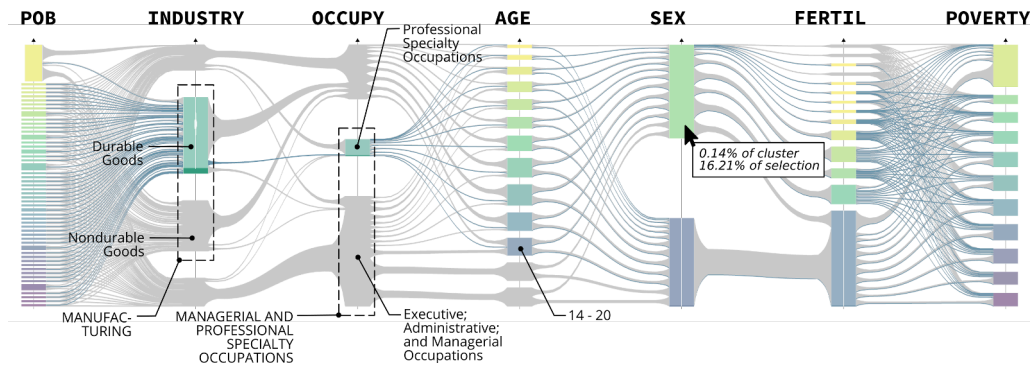 POB INDUSTRY OCCUPY AGE SEX FERTIL POVERTY
Professional
Specialty
Occupations
Durable
Goods
0.14% of cluster
16.21% of selection
Nondurable
Goods
MANUFAC-
TURING
MANAGERIAL AND
PROFESSIONAL
SPECIALTY
OCCUPATIONS
Executive;
Administrative;
and Managerial
Occupations
14 - 20